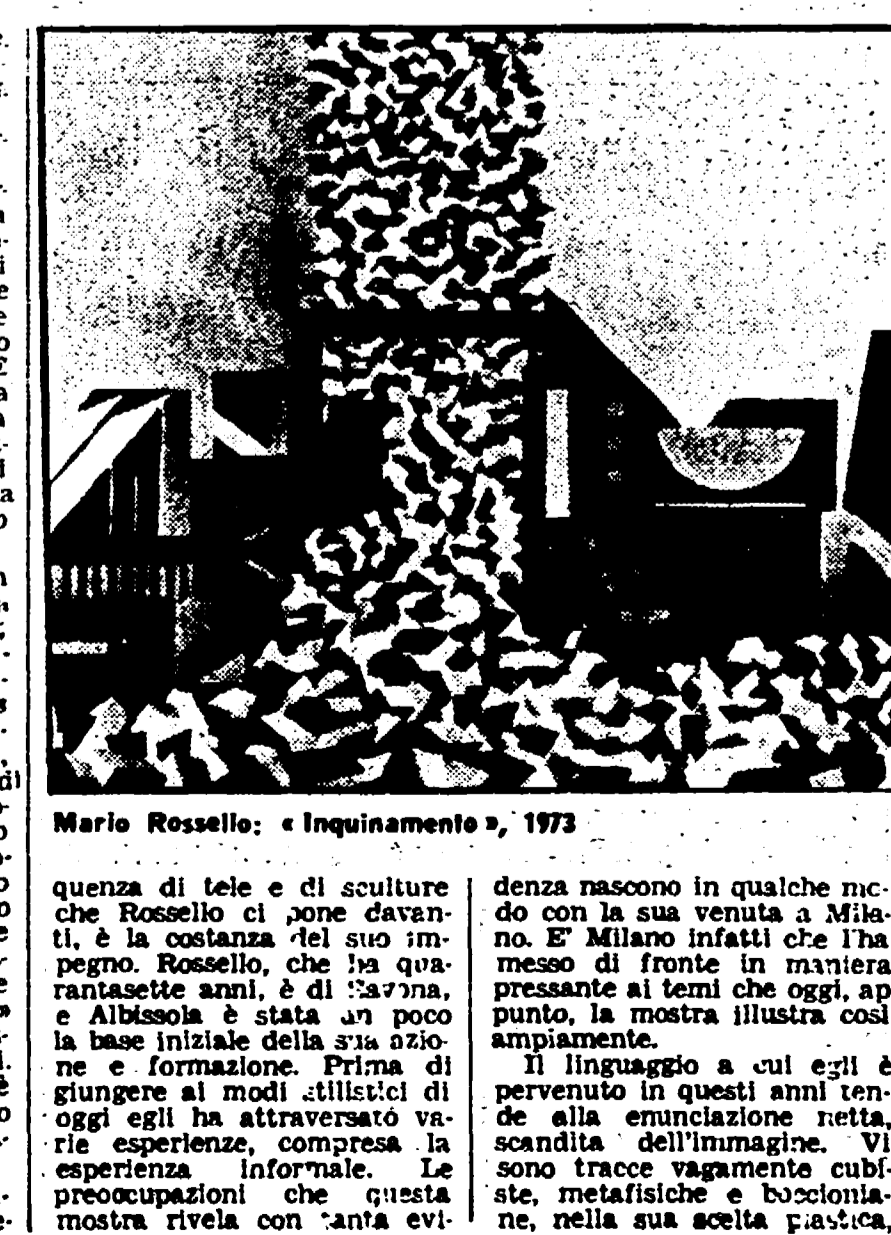 Mario Rossello: « Inquinamento », 1973
quenza di tele e di sculture
che Rossello ci pone davan-
ti, è la costanza del suo im-
pegno. Rossello, che ha qua-
rantasette anni, è di Savona,
e Albissola è stata un poco
la base iniziale della sua azio-
ne e formazione. Prima di
giungere ai modi stilistici di
oggi egli ha attraversato va-
rie esperienze, compresa la
esperienza informale. Le
preoccupazioni che questa
mostra rivela con tanta evi-
denza nascono in qualche mo-
do con la sua venuta a Mila-
no. E' Milano infatti che l'ha
messo di fronte in maniera
pressante ai temi che oggi, ap
punto, la mostra illustra così
ampiamente.
Il linguaggio a cui egli è
pervenuto in questi anni ten-
de alla enunciazione netta,
scandita dell'immagine. Vi
sono tracce vagamente cubi-
ste, metafisiche e boccionia-
ne, nella sua scelta plastica,